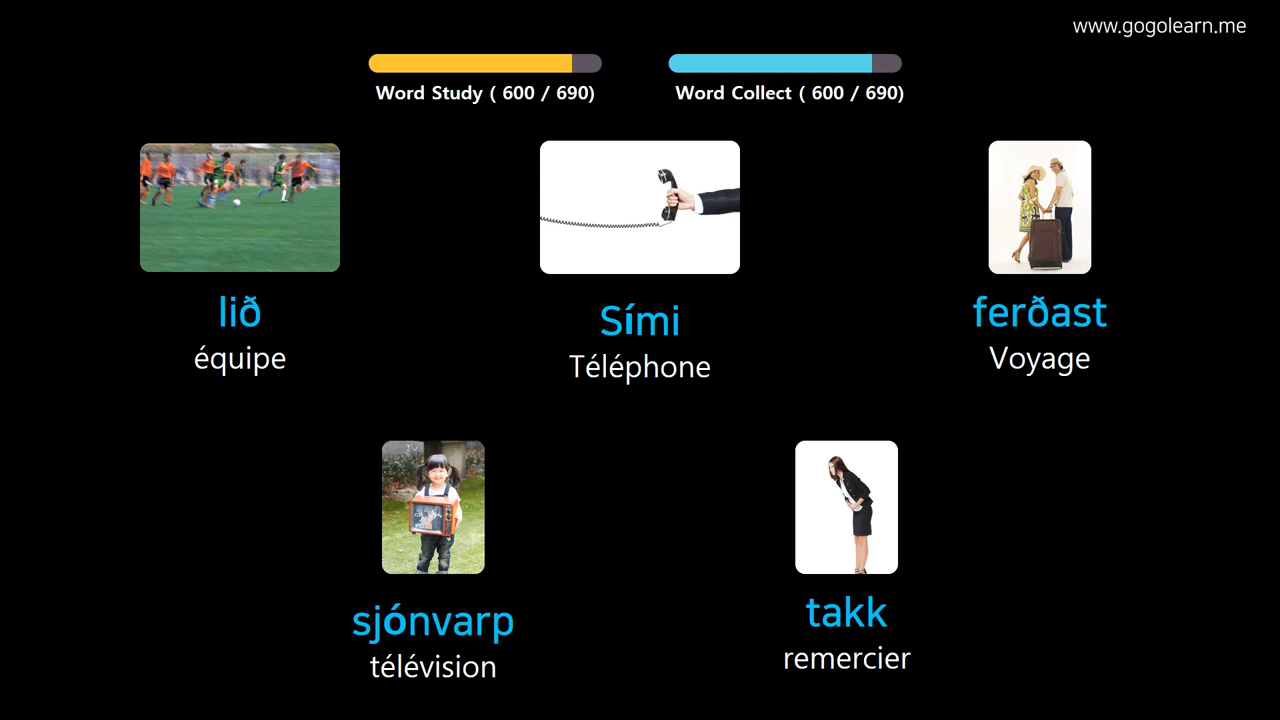 www.gogolearn.me
Word Study ( 600 / 690)
Word Collect ( 600 / 690)
lið
équipe
Sími
Téléphone
ferðast
Voyage
sjónvarp
télévision
takk
remercier